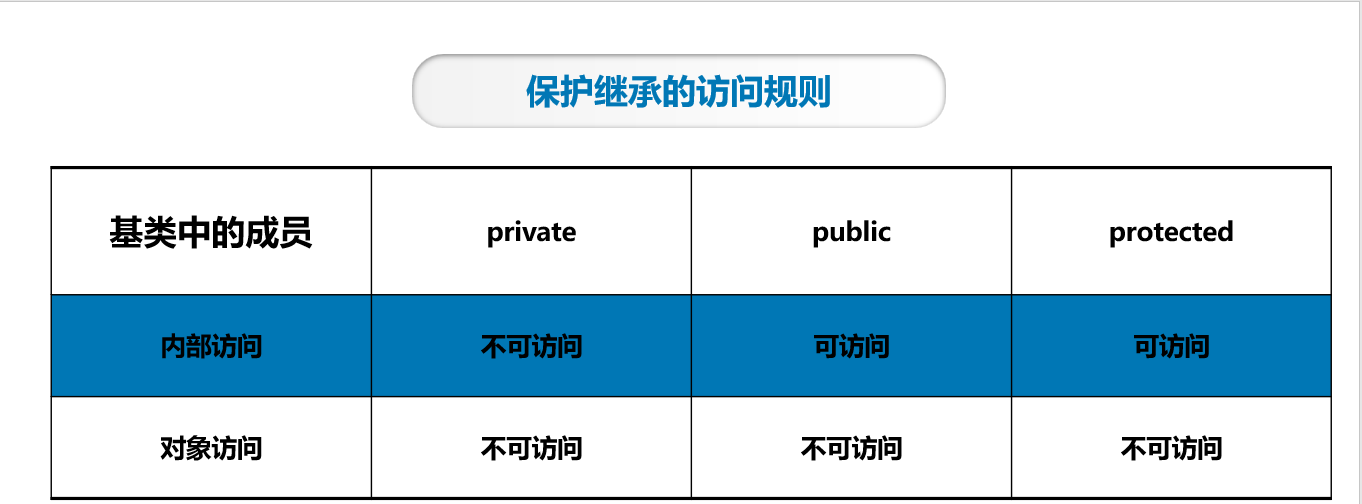 保护继承的访问规则
基类中的成员 private public protected
内部访问 不可访问 可访问 可访问
对象访问 不可访问 不可访问 不可访问